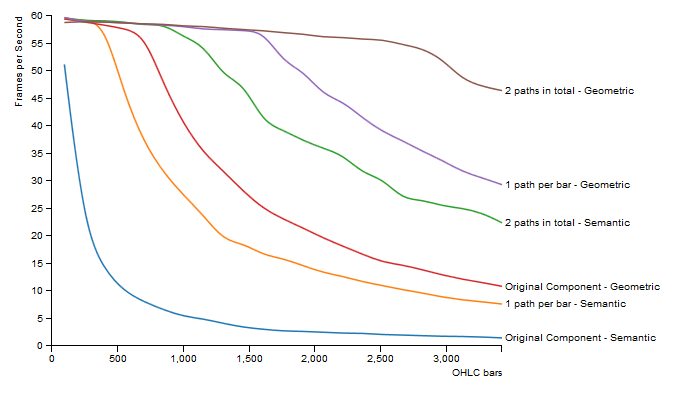 Frames per Second
60
55
50
45
40
35
30
25
20
15
10
5
0
2 paths in total - Geometric
1 path per bar - Geometric
2 paths in total - Semantic
Original Component - Geometric
1 path per bar - Semantic
Original Component - Semantic
0 500 1,000 1,500 2,000 2,500 3,000
OHLC bars